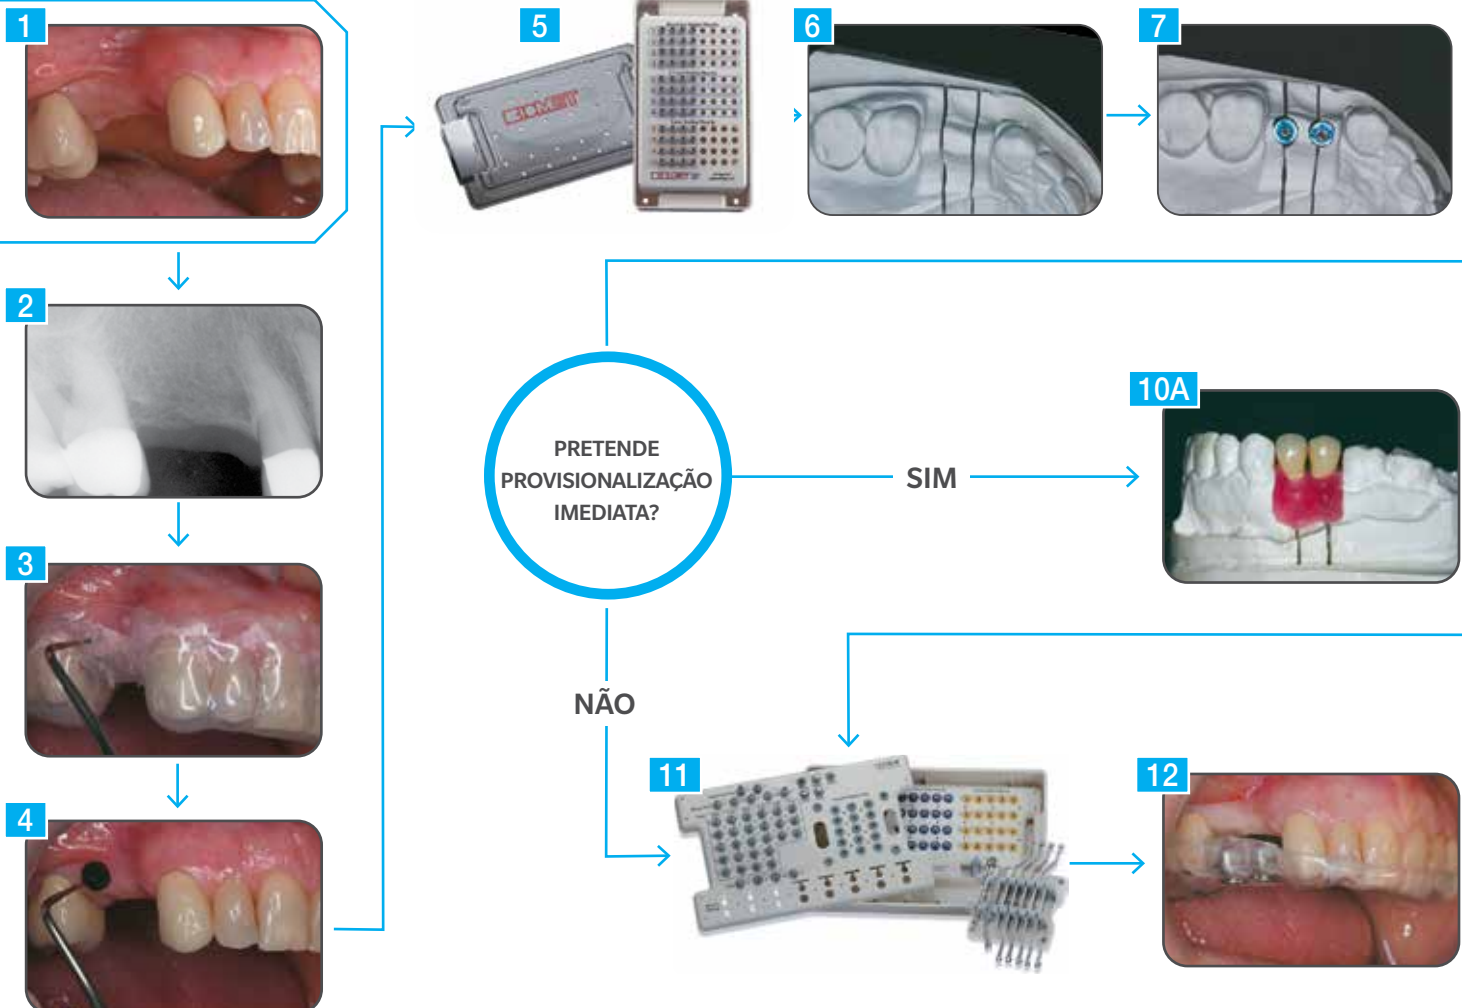 1
5
6
7
2
10A
PRETENDE
PROVISIONALIZAÇÃO
IMEDIATA?
SIM
3
NÃO
11
12
4